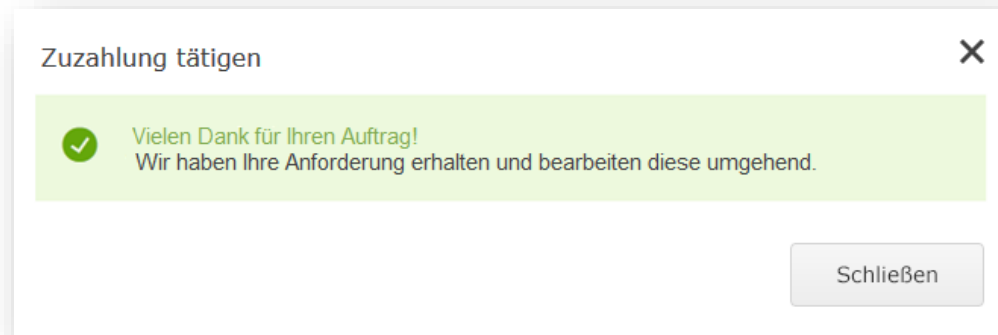 Zuzahlung tätigen
Vielen Dank für Ihren Auftrag!
Wir haben Ihre Anforderung erhalten und bearbeiten diese umgehend.
Schließen